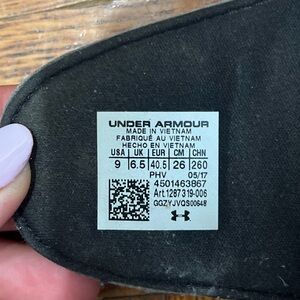 UNDER ARMOUR
MADE IN VIETNAM
FABRIQUÉ AU VIETNAM
HECHO EN VIETNAM
USA UK EUR CM CHN
9 6.5 40.5 26 260
PHV 05/17
4501463867
Art.1287319-006
GGZYJVQS00648